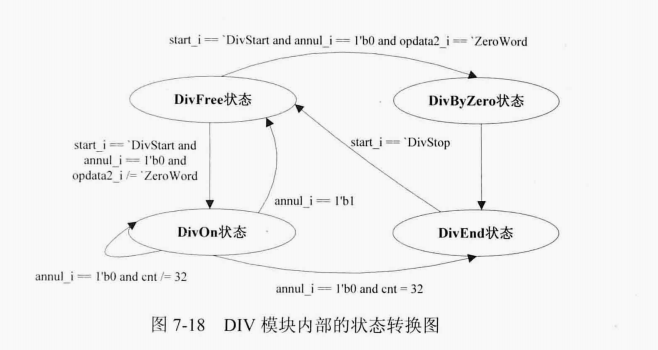 start_i == `DivStart and annul_i == 1'b0 and opdata2_i == `ZeroWord
DivFree状态
DivByZero状态
start_i == `DivStart and
annul_i == 1'b0 and
opdata2_i /= `ZeroWord
start_i == `DivStop
annul_i == 1'b1
DivOn状态
DivEnd状态
annul_i == 1'b0 and cnt /= 32
annul_i == 1'b0 and cnt = 32
图 7-18 DIV 模块内部的状态转换图